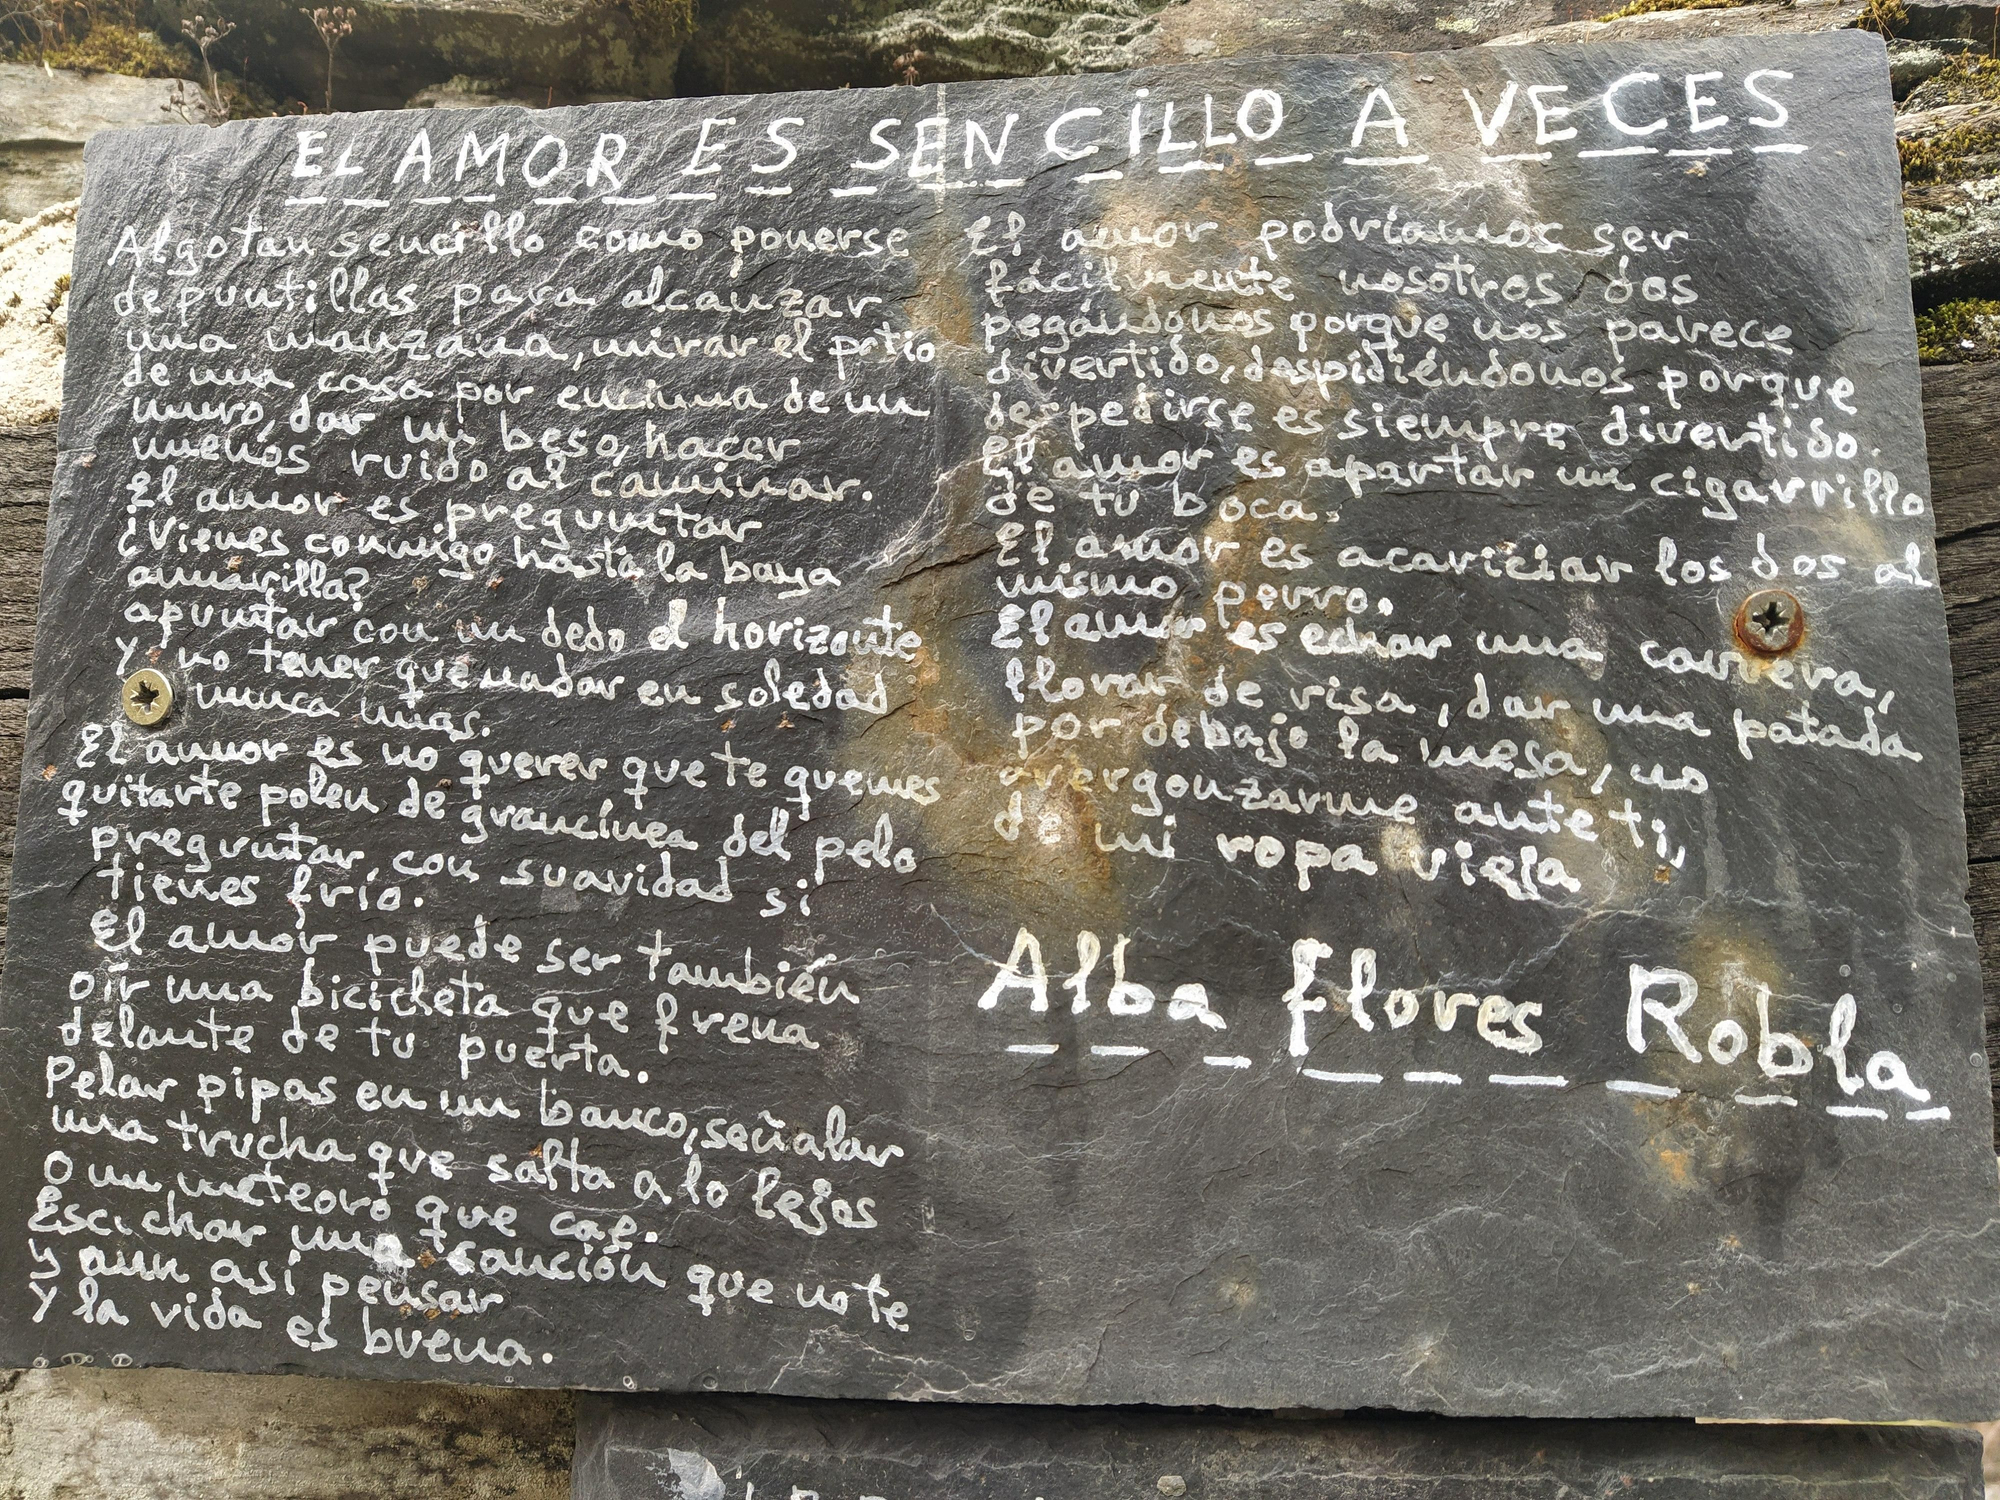 EL AMOR ES SENCILLO A VECES
Algo tan sencillo como ponerse
de puntillas para alcanzar
una manzana, mirar el patio
de una casa por encima de un
muro, dar un beso, hacer
menos ruido al caminar.
El amor es preguntar
¿Vienes conmigo hasta la boya
amarilla?
apuntar con un dedo el horizonte
y no tener que nadar en soledad
nunca más.
El amor es no querer que te quemes
quitarte polen de gramínea del pelo
preguntar con suavidad si
tienes frío.
El amor puede ser también
oír una bicicleta que frena
delante de tu puerta.
Pelar pipas en un banco, señalar
una trucha que salta a lo lejos
o un meteoro que cae.
Escuchar una canción que no te
y aun así pensar
y la vida es buena.
El amor podríamos ser
fácilmente nosotros dos
pegándonos porque nos parece
divertido, despidiéndonos porque
despedirse es siempre divertido.
El amor es apartar un cigarrillo
de tu boca.
El amor es acariciar los dos al
mismo perro.
El amor es echar una carrera,
llorar de risa, dar una patada
por debajo la mesa, no
avergonzarme ante ti,
de mi ropa vieja
Alba Flores Robla